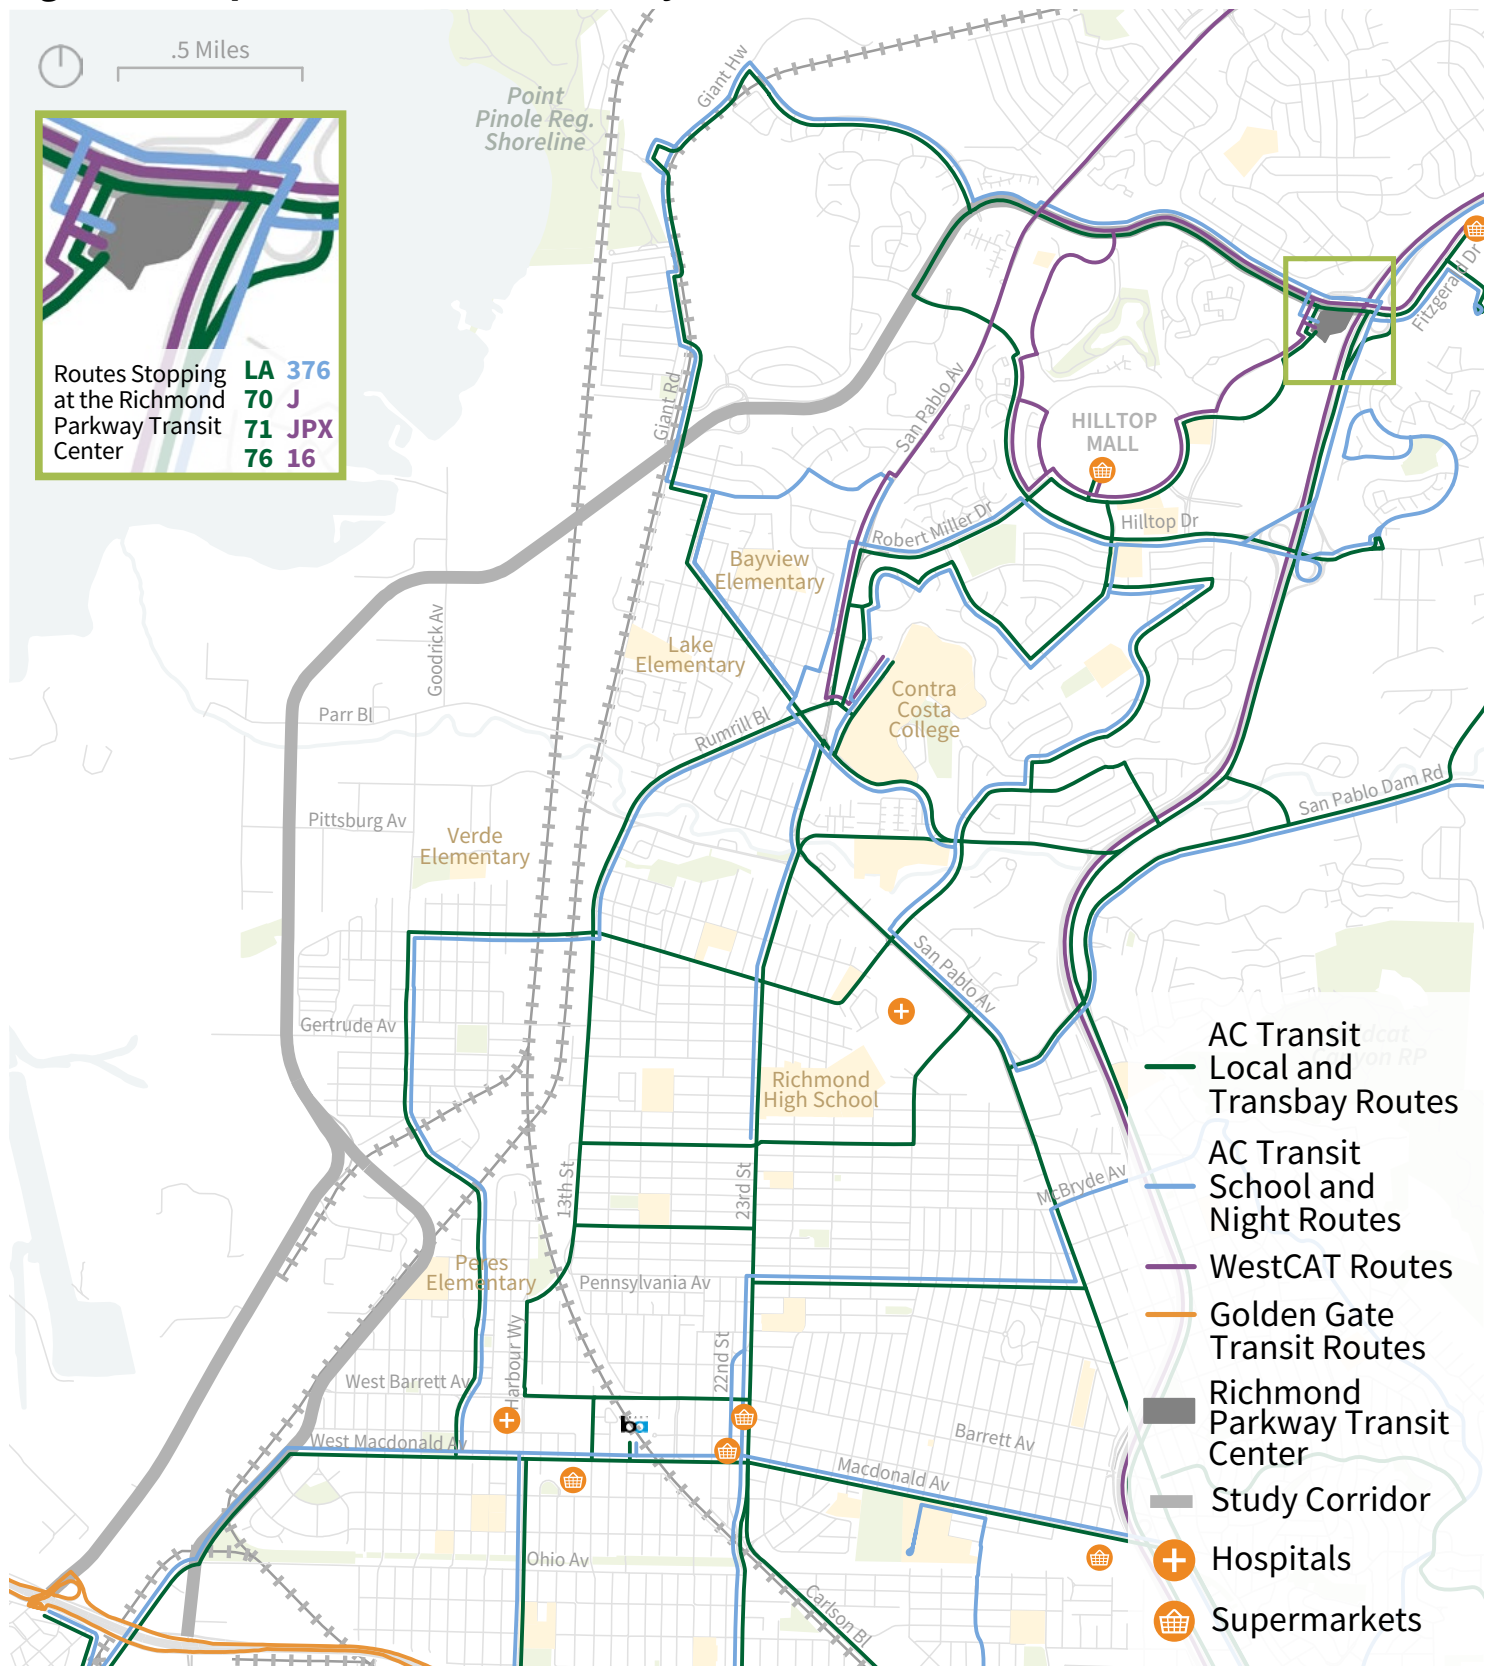 .5 Miles
Point
Pinole Reg.
Shoreline
Giant Hw
Fitzgerald Dr
Routes Stopping
at the Richmond
Parkway Transit
Center
LA 376
70 J
71 JPX
76 16
Giant Rd
San Pablo Av
HILLTOP
MALL
Robert Miller Dr
Hilltop Dr
Bayview
Elementary
Goodrick Av
Lake
Elementary
Contra
Costa
College
Parr Bl
Rumrill Bl
San Pablo Dam Rd
Pittsburg Av
Verde
Elementary
San Pablo Av
Gertrude Av
Richmond
High School
13th St
23rd St
McBryde Av
Peres
Elementary
Pennsylvania Av
Harbour Wy
22nd St
West Barrett Av
West Macdonald Av
ba
Barrett Av
Macdonald Av
Ohio Av
Carlson Bl
AC Transit
Local and
Transbay Routes
AC Transit
School and
Night Routes
WestCAT Routes
Golden Gate
Transit Routes
Richmond
Parkway Transit
Center
Study Corridor
Hospitals
Supermarkets